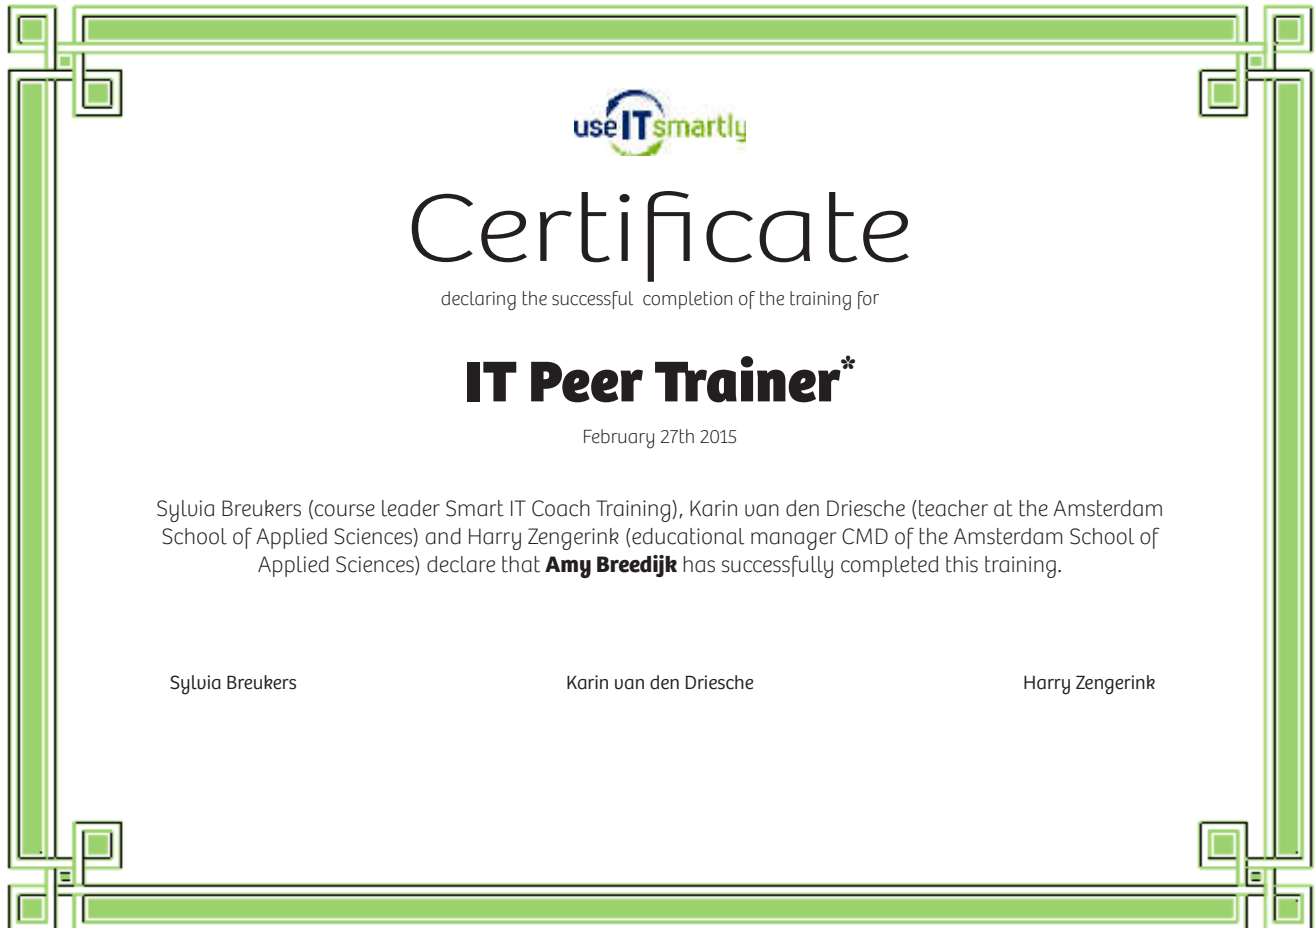 useITsmartly
Certificate
declaring the successful completion of the training for
IT Peer Trainer*
February 27th 2015
Sylvia Breukers (course leader Smart IT Coach Training), Karin van den Driesche (teacher at the Amsterdam
School of Applied Sciences) and Harry Zengerink (educational manager CMD of the Amsterdam School of
Applied Sciences) declare that Amy Breedijk has successfully completed this training.
Sylvia Breukers Karin van den Driesche Harry Zengerink